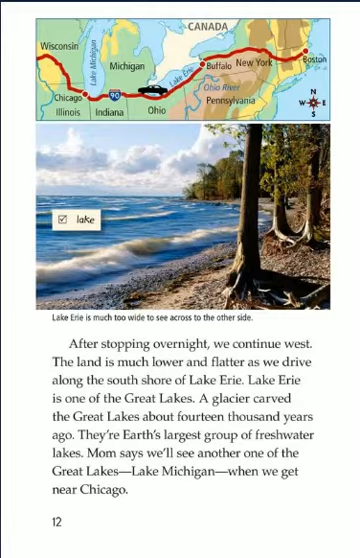 CANADA
Wisconsin
Lake Michigan
Michigan
Lake Erie
Buffalo
New York
Boston
Ohio River
Chicago
90
Pennsylvania
Illinois
Indiana
Ohio
N
W
E
S
☑ lake
Lake Erie is much too wide to see across to the other side.
After stopping overnight, we continue west.
The land is much lower and flatter as we drive
along the south shore of Lake Erie. Lake Erie
is one of the Great Lakes. A glacier carved
the Great Lakes about fourteen thousand years
ago. They’re Earth’s largest group of freshwater
lakes. Mom says we’ll see another one of the
Great Lakes—Lake Michigan—when we get
near Chicago.
12